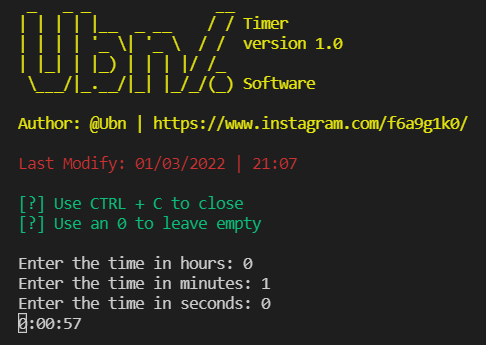 Ubn/. Timer
version 1.0
Software
Author: @Ubn | https://www.instagram.com/f6a9g1k0/
Last Modify: 01/03/2022 | 21:07
[?] Use CTRL + C to close
[?] Use an 0 to leave empty
Enter the time in hours: 0
Enter the time in minutes: 1
Enter the time in seconds: 0
0:00:57